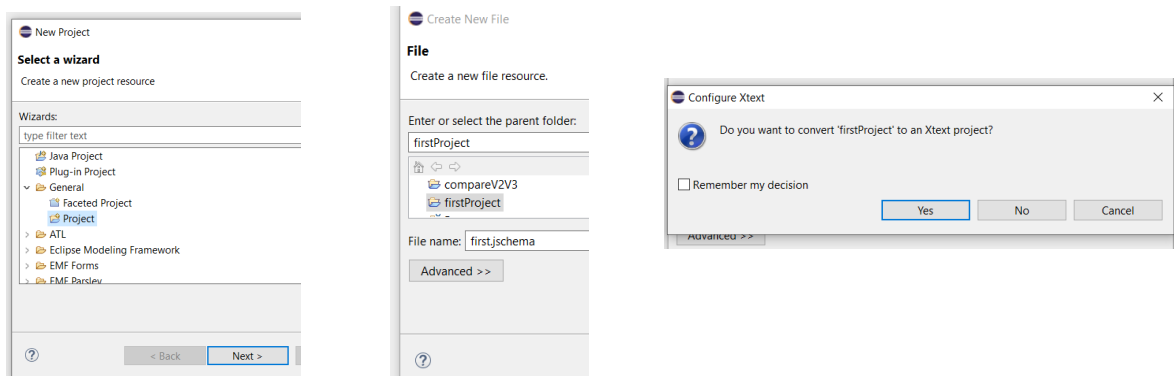 New Project
Select a wizard
Create a new project resource
Wizards:
type filter text
Java Project
Plug-in Project
General
Faceted Project
Project
ATL
Eclipse Modeling Framework
EMF Forms
EMF Parsley
< Back
Next >
Create New File
File
Create a new file resource.
Enter or select the parent folder:
firstProject
compareV2V3
firstProject
File name: first.jschema
Advanced >>
Configure Xtext
Do you want to convert 'firstProject' to an Xtext project?
Remember my decision
Yes
No
Cancel
Advanced >>